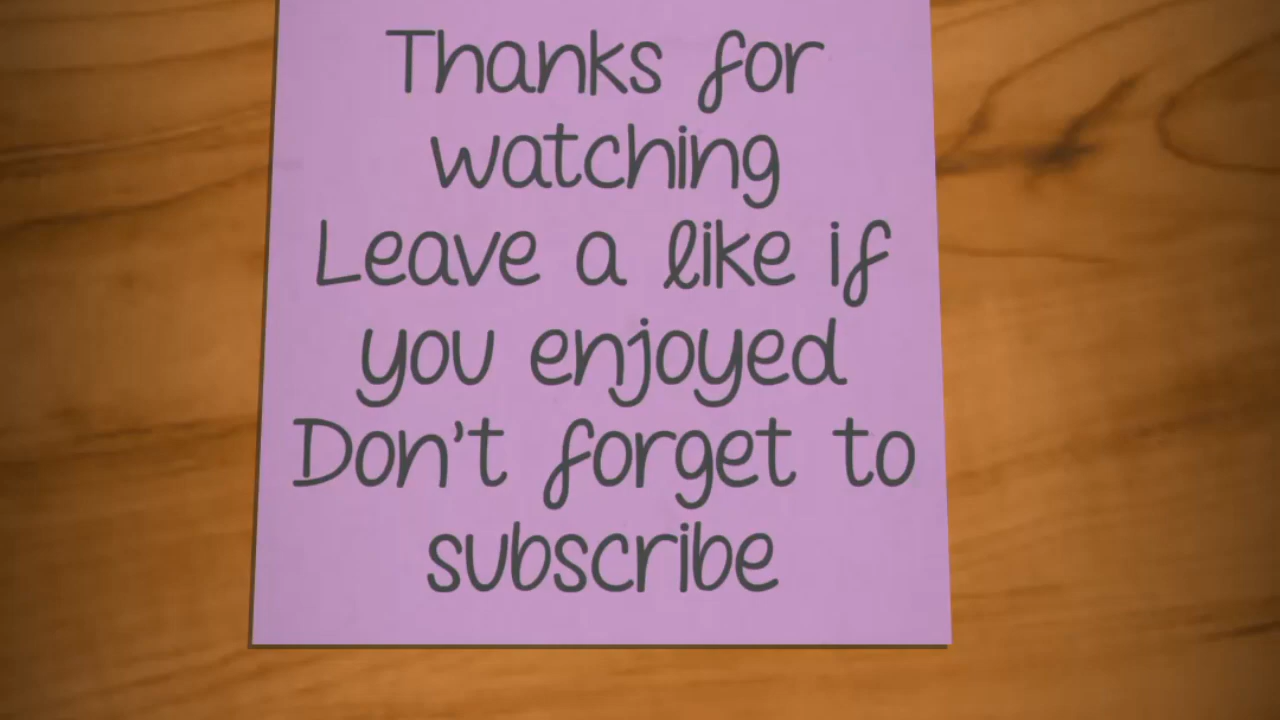 Thanks for
watching
Leave a like if
you enjoyed
Don't forget to
subscribe